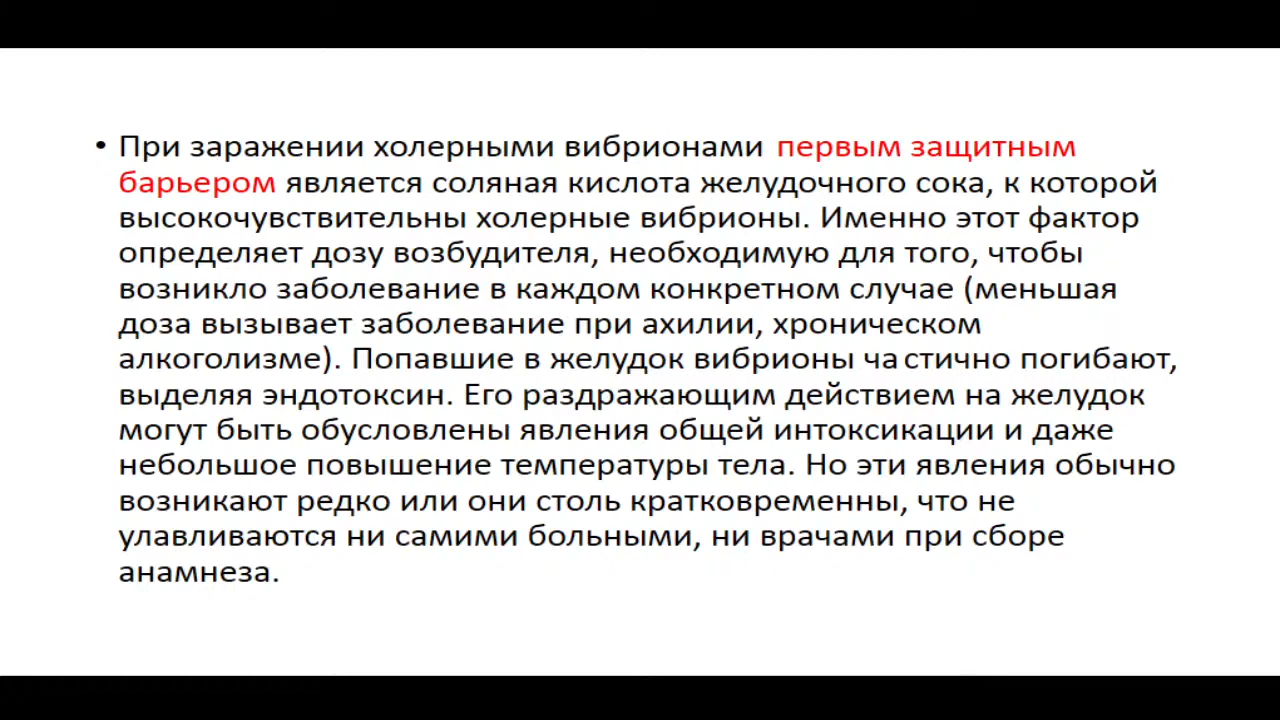 • При заражении холерными вибрионами первым защитным
барьером является соляная кислота желудочного сока, к которой
высокочувствительны холерные вибрионы. Именно этот фактор
определяет дозу возбудителя, необходимую для того, чтобы
возникло заболевание в каждом конкретном случае (меньшая
доза вызывает заболевание при ахилии, хроническом
алкоголизме). Попавшие в желудок вибрионы частично погибают,
выделяя эндотоксин. Его раздражающим действием на желудок
могут быть обусловлены явления общей интоксикации и даже
небольшое повышение температуры тела. Но эти явления обычно
возникают редко или они столь кратковременны, что не
улавливаются ни самими больными, ни врачами при сборе
анамнеза.